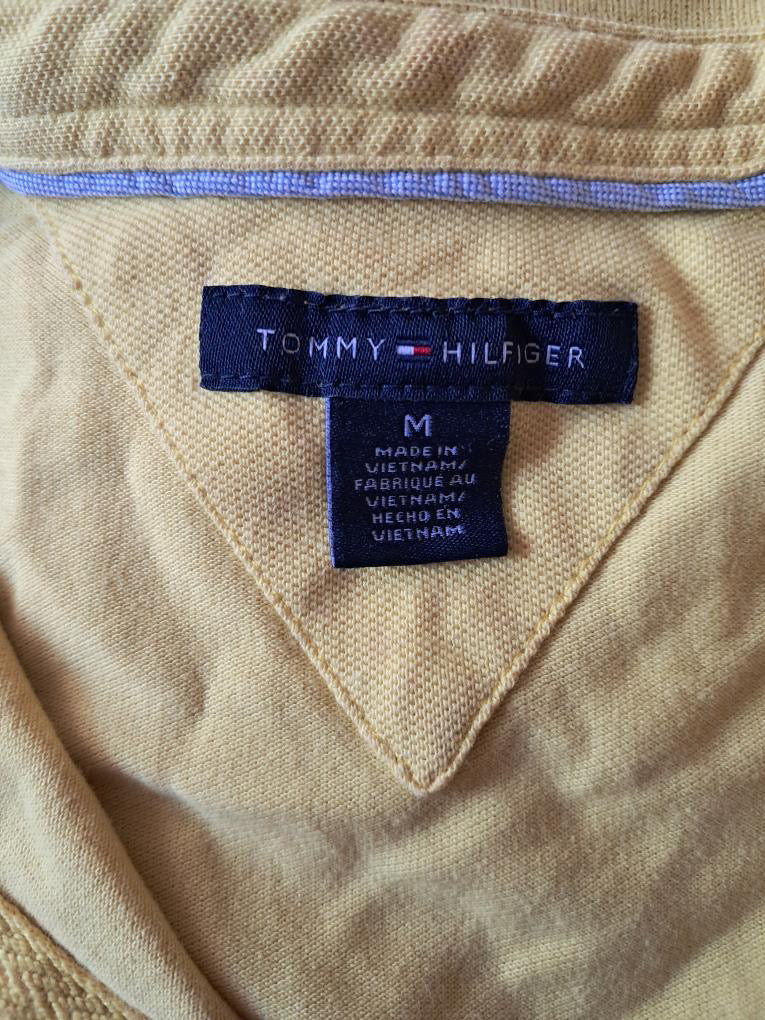 TOMMY HILFIGER
M
MADE IN
VIETNAM/
FABRIQUÉ AU
VIETNAM/
HECHO EN
VIETNAM